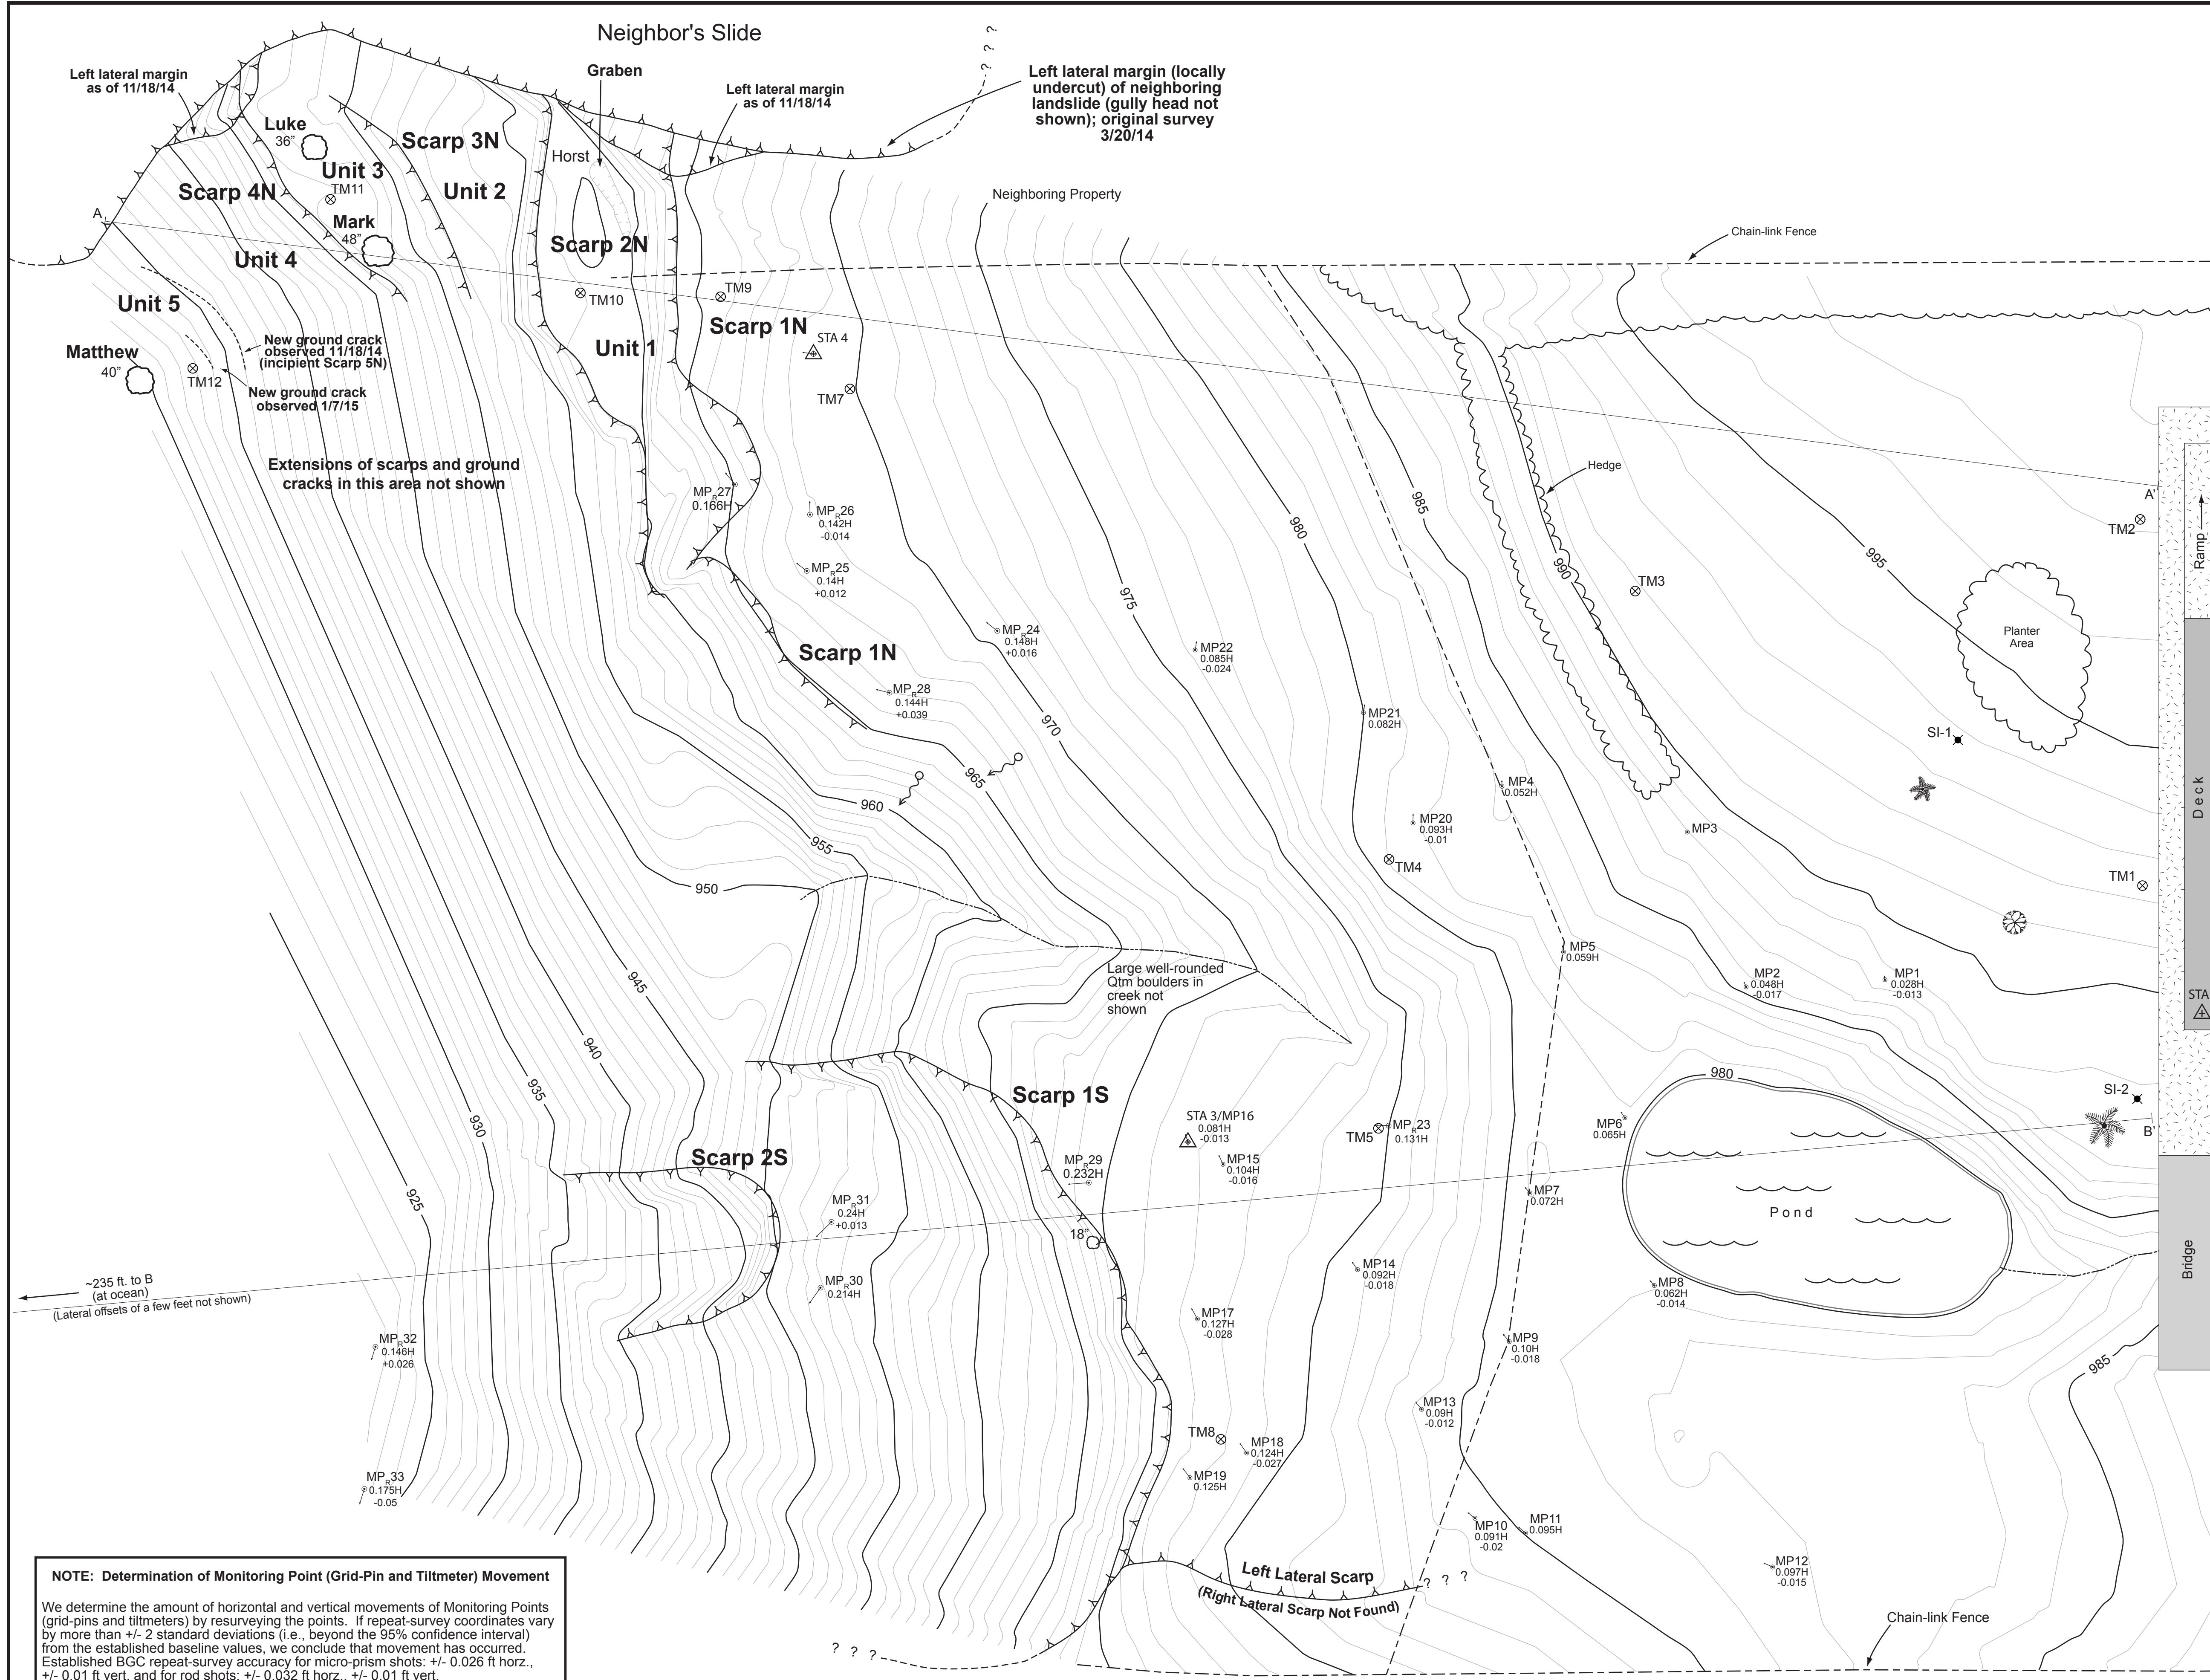 Neighbor's Slide
Graben
Left lateral margin
as of 11/18/14
Left lateral margin
as of 11/18/14
Left lateral margin (locally
undercut) of neighboring
landslide (gully head not
shown); original survey
3/20/14
? ? ?
Luke
36"
Scarp 3N
Horst
Unit 3
TM11
Unit 2
Scarp 4N
Neighboring Property
A
Mark
48"
Chain-link Fence
Scarp 2N
Unit 4
TM9
TM10
Unit 5
Scarp 1N
STA 4
New ground crack
observed 11/18/14
(incipient Scarp 5N)
Unit 1
Matthew
40"
TM12
New ground crack
observed 1/7/15
TM7
Extensions of scarps and ground
cracks in this area not shown
Hedge
MPR27
0.166H
MPR26
0.142H
-0.014
985
980
A'
TM2
Ramp
995
990
MPR25
0.14H
+0.012
TM3
975
MPR24
0.148H
+0.016
Planter
Area
Scarp 1N
MP22
0.085H
-0.024
MPR28
0.144H
+0.039
970
MP21
0.082H
SI-1
965
MP4
0.052H
Deck
960
MP20
0.093H
-0.01
MP3
955
TM4
TM1
950
MP5
0.059H
Large well-rounded
Qtm boulders in
creek not
shown
MP2
0.048H
-0.017
MP1
0.028H
-0.013
945
STA
940
980
935
Scarp 1S
SI-2
STA 3/MP16
0.081H
-0.013
930
MP6
0.065H
TM5
MPR23
0.131H
B'
Scarp 2S
MPR29
0.232H
MP15
0.104H
-0.016
925
MP7
0.072H
MPR31
0.24H
+0.013
Pond
18"
Bridge
MP14
0.092H
-0.018
~235 ft. to B
(at ocean)
(Lateral offsets of a few feet not shown)
MPR30
0.214H
MP8
0.062H
-0.014
MP17
0.127H
-0.028
MPR32
0.146H
+0.026
MP9
0.10H
-0.018
985
MP13
0.09H
-0.012
TM8
MP18
0.124H
-0.027
MPR33
0.175H
-0.05
MP19
0.125H
MP10
0.091H
-0.02
MP11
0.095H
MP12
0.097H
-0.015
Left Lateral Scarp
? ? ?
(Right Lateral Scarp Not Found)
Chain-link Fence
? ? ?
NOTE: Determination of Monitoring Point (Grid-Pin and Tiltmeter) Movement
We determine the amount of horizontal and vertical movements of Monitoring Points
(grid-pins and tiltmeters) by resurveying the points. If repeat-survey coordinates vary
by more than +/- 2 standard deviations (i.e., beyond the 95% confidence interval)
from the established baseline values, we conclude that movement has occurred.
Established BGC repeat-survey accuracy for micro-prism shots: +/- 0.026 ft horz.,
+/- 0.01 ft vert. and for rod shots: +/- 0.032 ft horz., +/- 0.01 ft vert.